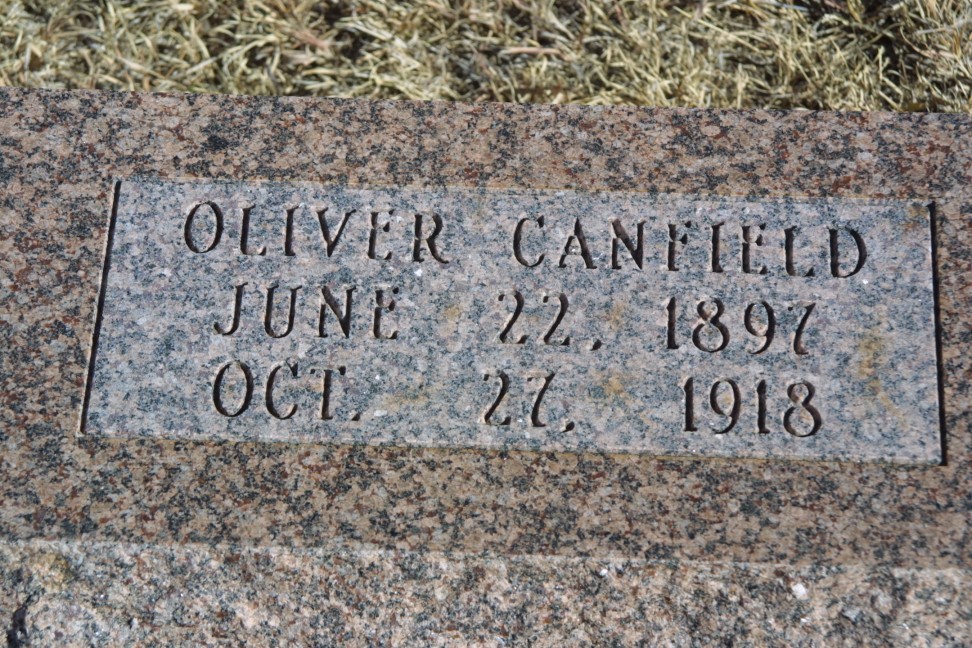 OLIVER CANFIELD
JUNE 22, 1897
OCT. 27, 1918